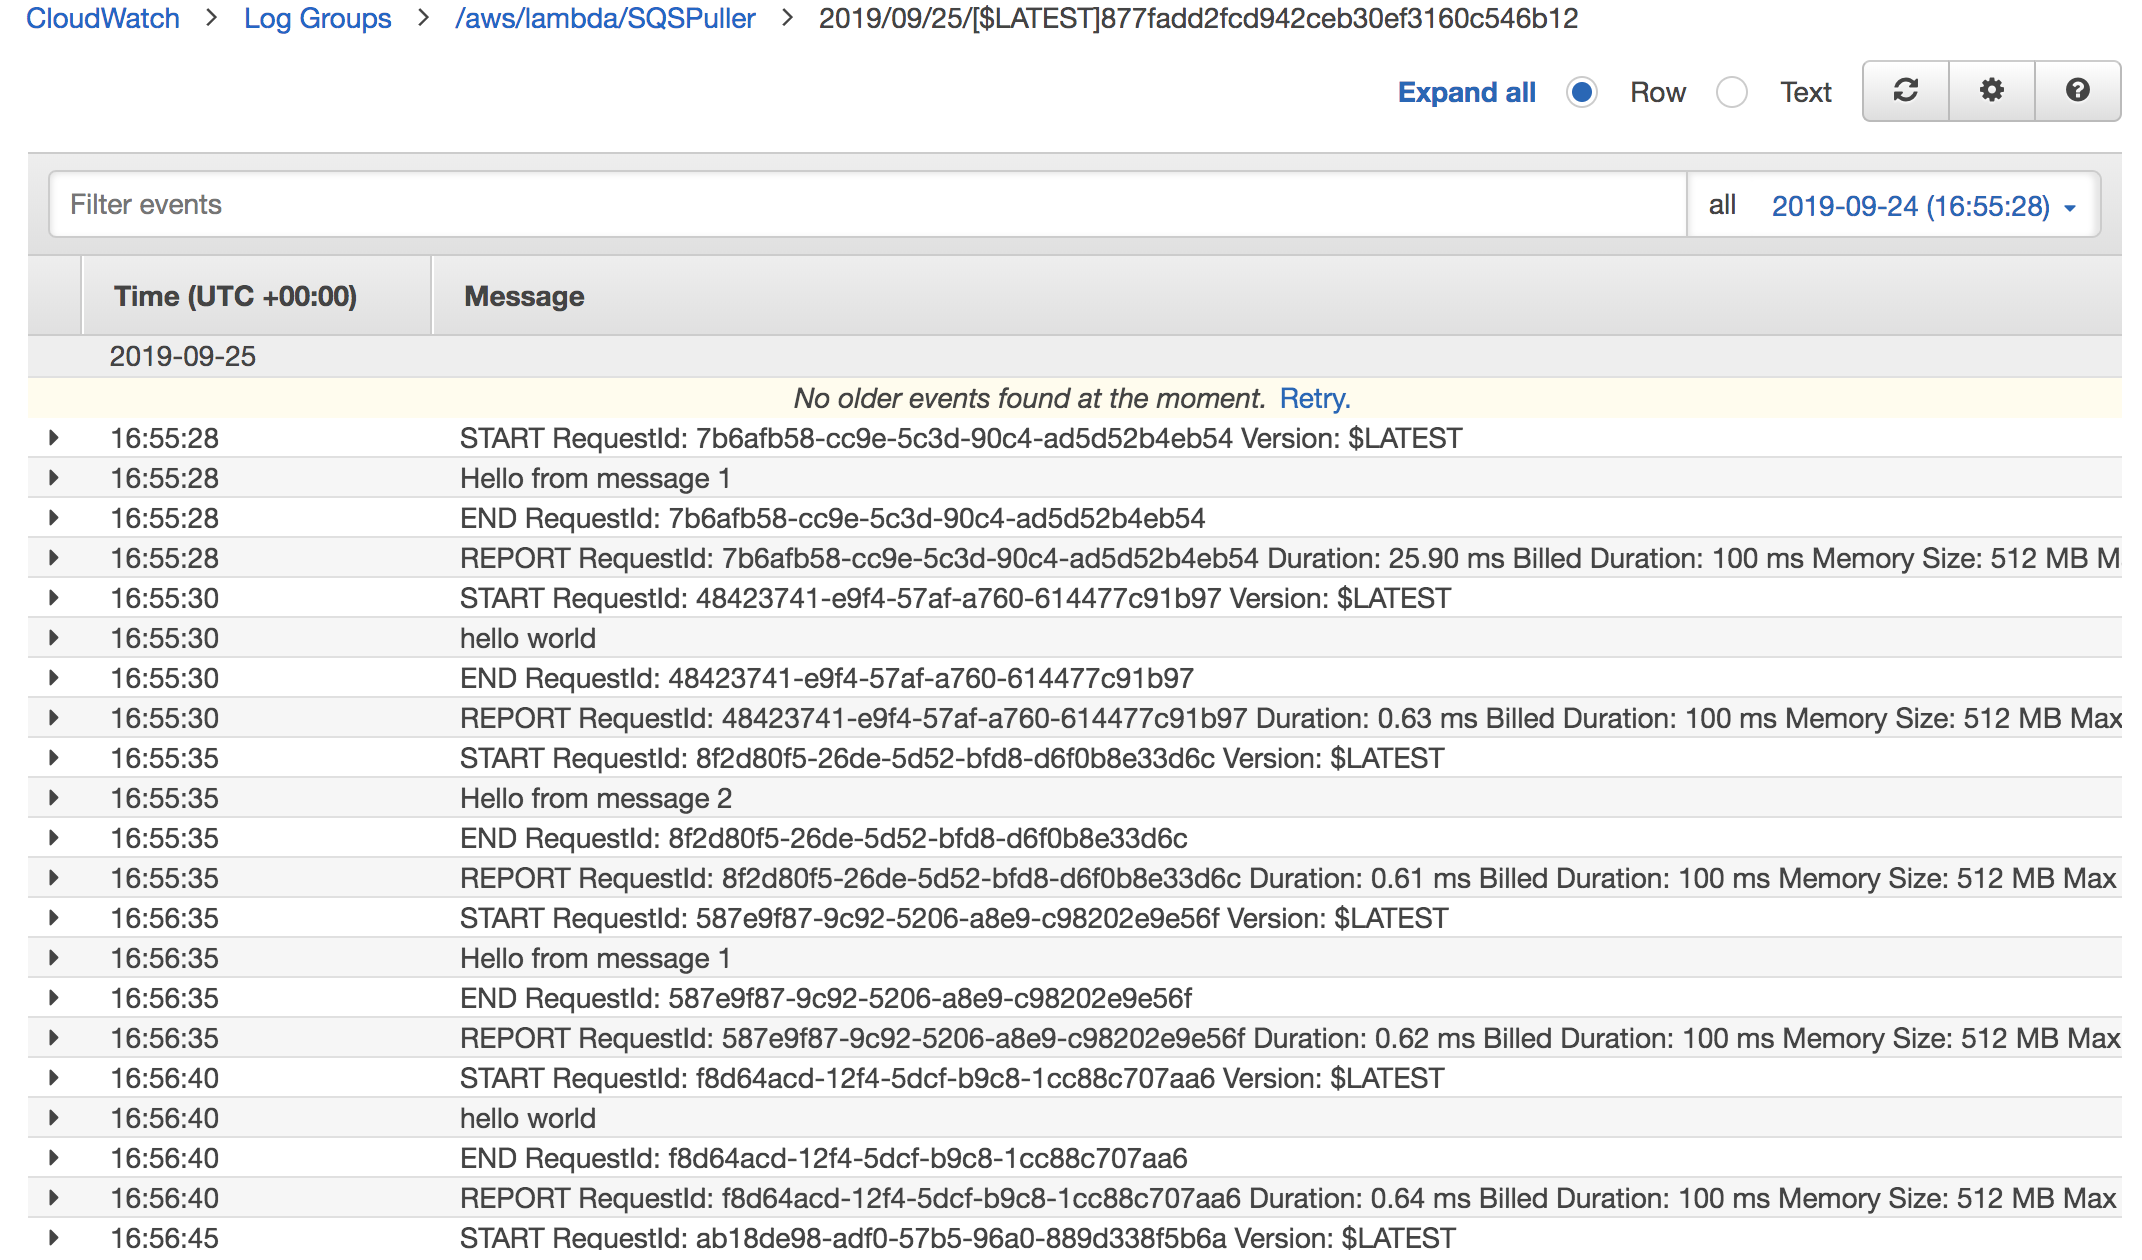 CloudWatch > Log Groups > /aws/lambda/SQSPuller > 2019/09/25/[$LATEST]877fadd2fcd942ceb30ef3160c546b12
Expand all Row Text
Filter events all 2019-09-24 (16:55:28)
Time (UTC +00:00) Message
2019-09-25
No older events found at the moment. Retry.
16:55:28 START RequestId: 7b6afb58-cc9e-5c3d-90c4-ad5d52b4eb54 Version: $LATEST
16:55:28 Hello from message 1
16:55:28 END RequestId: 7b6afb58-cc9e-5c3d-90c4-ad5d52b4eb54
16:55:28 REPORT RequestId: 7b6afb58-cc9e-5c3d-90c4-ad5d52b4eb54 Duration: 25.90 ms Billed Duration: 100 ms Memory Size: 512 MB M
16:55:30 START RequestId: 48423741-e9f4-57af-a760-614477c91b97 Version: $LATEST
16:55:30 hello world
16:55:30 END RequestId: 48423741-e9f4-57af-a760-614477c91b97
16:55:30 REPORT RequestId: 48423741-e9f4-57af-a760-614477c91b97 Duration: 0.63 ms Billed Duration: 100 ms Memory Size: 512 MB Max
16:55:35 START RequestId: 8f2d80f5-26de-5d52-bfd8-d6f0b8e33d6c Version: $LATEST
16:55:35 Hello from message 2
16:55:35 END RequestId: 8f2d80f5-26de-5d52-bfd8-d6f0b8e33d6c
16:55:35 REPORT RequestId: 8f2d80f5-26de-5d52-bfd8-d6f0b8e33d6c Duration: 0.61 ms Billed Duration: 100 ms Memory Size: 512 MB Max
16:56:35 START RequestId: 587e9f87-9c92-5206-a8e9-c98202e9e56f Version: $LATEST
16:56:35 Hello from message 1
16:56:35 END RequestId: 587e9f87-9c92-5206-a8e9-c98202e9e56f
16:56:35 REPORT RequestId: 587e9f87-9c92-5206-a8e9-c98202e9e56f Duration: 0.62 ms Billed Duration: 100 ms Memory Size: 512 MB Max
16:56:40 START RequestId: f8d64acd-12f4-5dcf-b9c8-1cc88c707aa6 Version: $LATEST
16:56:40 hello world
16:56:40 END RequestId: f8d64acd-12f4-5dcf-b9c8-1cc88c707aa6
16:56:40 REPORT RequestId: f8d64acd-12f4-5dcf-b9c8-1cc88c707aa6 Duration: 0.64 ms Billed Duration: 100 ms Memory Size: 512 MB Max
16:56:45 START RequestId: ab18de98-adf0-57b5-96a0-889d338f5b6a Version: $LATEST